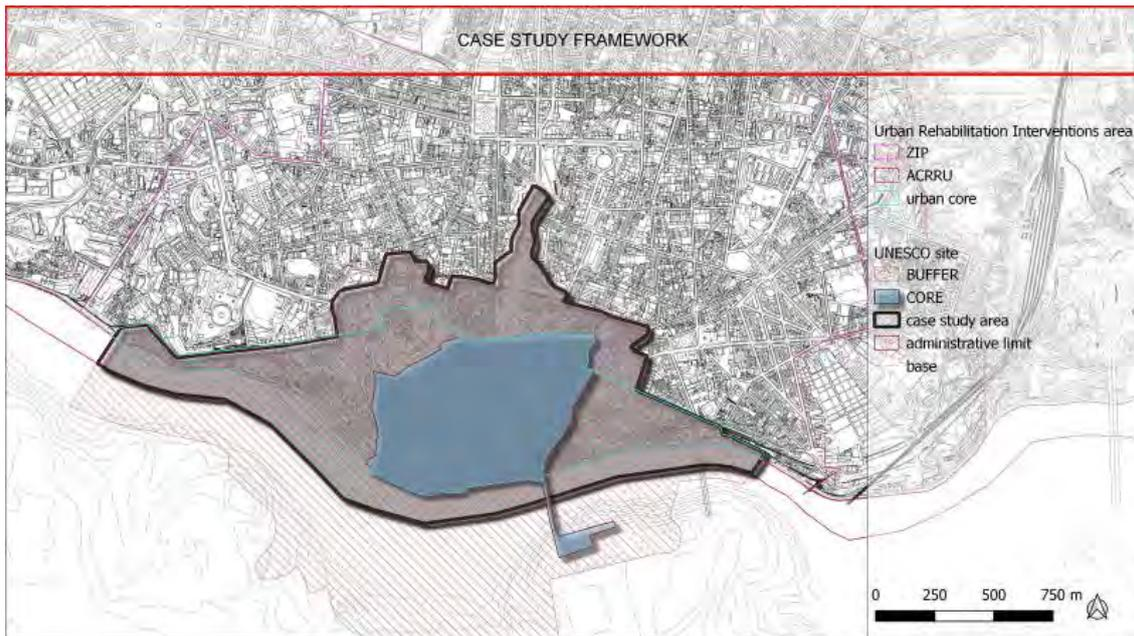 CASE STUDY FRAMEWORK
Urban Rehabilitation Interventions area
ZIP
ACRRU
urban core
UNESCO site
BUFFER
CORE
case study area
administrative limit
base
0 250 500 750 m